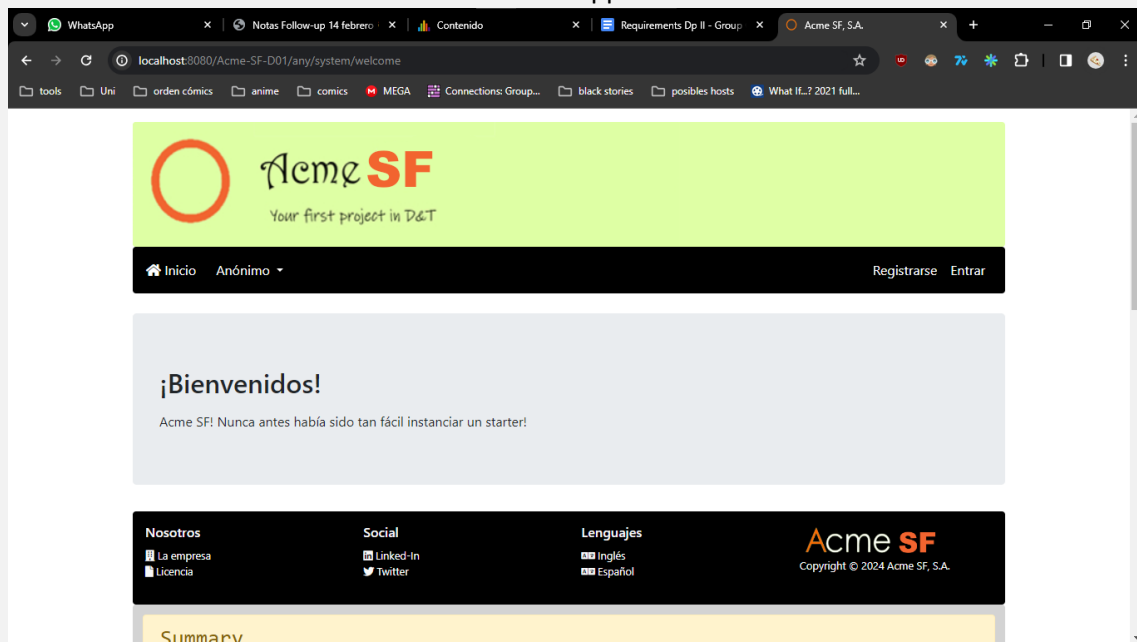 WhatsApp
Notas Follow-up 14 febrero
Contenido
Requirements Dp II - Group
Acme SF, S.A.
localhost:8080/Acme-SF-D01/any/system/welcome
tools
Uni
orden cómics
anime
comics
MEGA
Connections: Group...
black stories
posibles hosts
What If...? 2021 full...
Acme SF
Your first project in D&T
Inicio Anónimo
Registrarse Entrar
¡Bienvenidos!
Acme SF! Nunca antes había sido tan fácil instanciar un starter!
Nosotros
La empresa
Licencia
Social
Linked-In
Twitter
Lenguajes
Inglés
Español
Acme SF
Copyright © 2024 Acme SF, S.A.
Summary